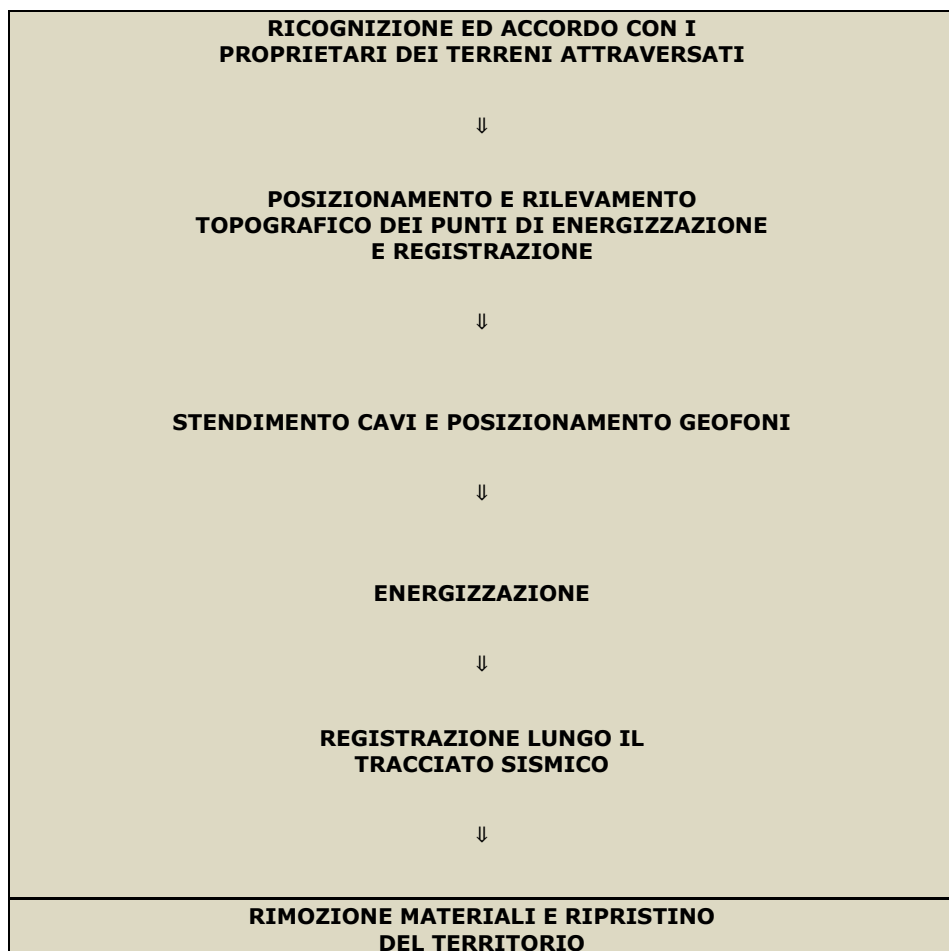 RICOGNIZIONE ED ACCORDO CON I
PROPRIETARI DEI TERRENI ATTRAVERSATI
⇓
POSIZIONAMENTO E RILEVAMENTO
TOPOGRAFICO DEI PUNTI DI ENERGIZZAZIONE
E REGISTRAZIONE
⇓
STENDIMENTO CAVI E POSIZIONAMENTO GEOFONI
⇓
ENERGIZZAZIONE
⇓
REGISTRAZIONE LUNGO IL
TRACCIATO SISMICO
⇓
RIMOZIONE MATERIALI E RIPRISTINO
DEL TERRITORIO